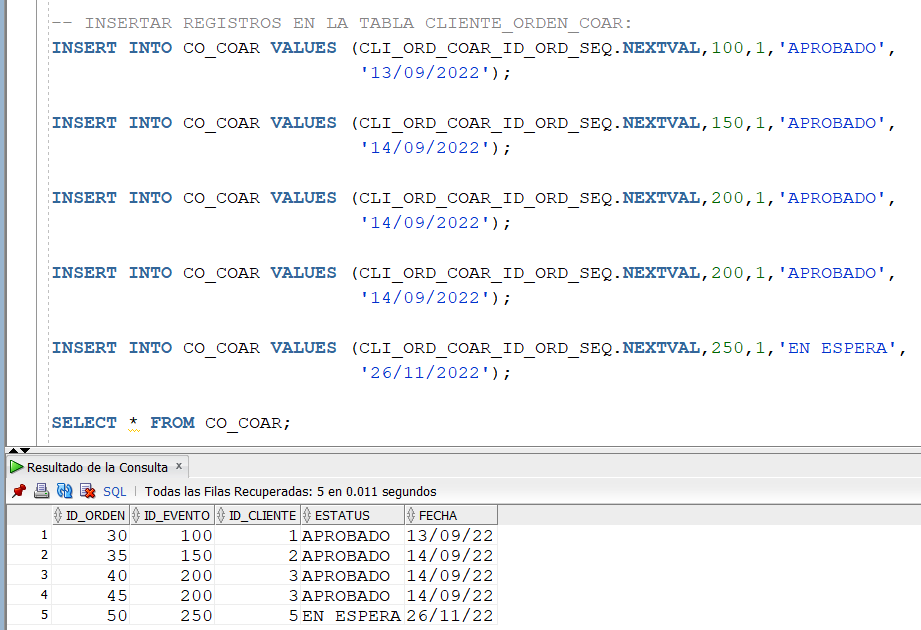 -- INSERTAR REGISTROS EN LA TABLA CLIENTE_ORDEN_COAR:
INSERT INTO CO_COAR VALUES (CLI_ORD_COAR_ID_ORD_SEQ.NEXTVAL,100,1,'APROBADO',
'13/09/2022');
INSERT INTO CO_COAR VALUES (CLI_ORD_COAR_ID_ORD_SEQ.NEXTVAL,150,1,'APROBADO',
'14/09/2022');
INSERT INTO CO_COAR VALUES (CLI_ORD_COAR_ID_ORD_SEQ.NEXTVAL,200,1,'APROBADO',
'14/09/2022');
INSERT INTO CO_COAR VALUES (CLI_ORD_COAR_ID_ORD_SEQ.NEXTVAL,200,1,'APROBADO',
'14/09/2022');
INSERT INTO CO_COAR VALUES (CLI_ORD_COAR_ID_ORD_SEQ.NEXTVAL,250,1,'EN ESPERA',
'26/11/2022');
SELECT * FROM CO_COAR;
Resultado de la Consulta x
SQL | Todas las Filas Recuperadas: 5 en 0.011 segundos
ID_ORDEN ID_EVENTO ID_CLIENTE ESTATUS FECHA
1 30 100 1 APROBADO 13/09/22
2 35 150 2 APROBADO 14/09/22
3 40 200 3 APROBADO 14/09/22
4 45 200 3 APROBADO 14/09/22
5 50 250 5 EN ESPERA 26/11/22